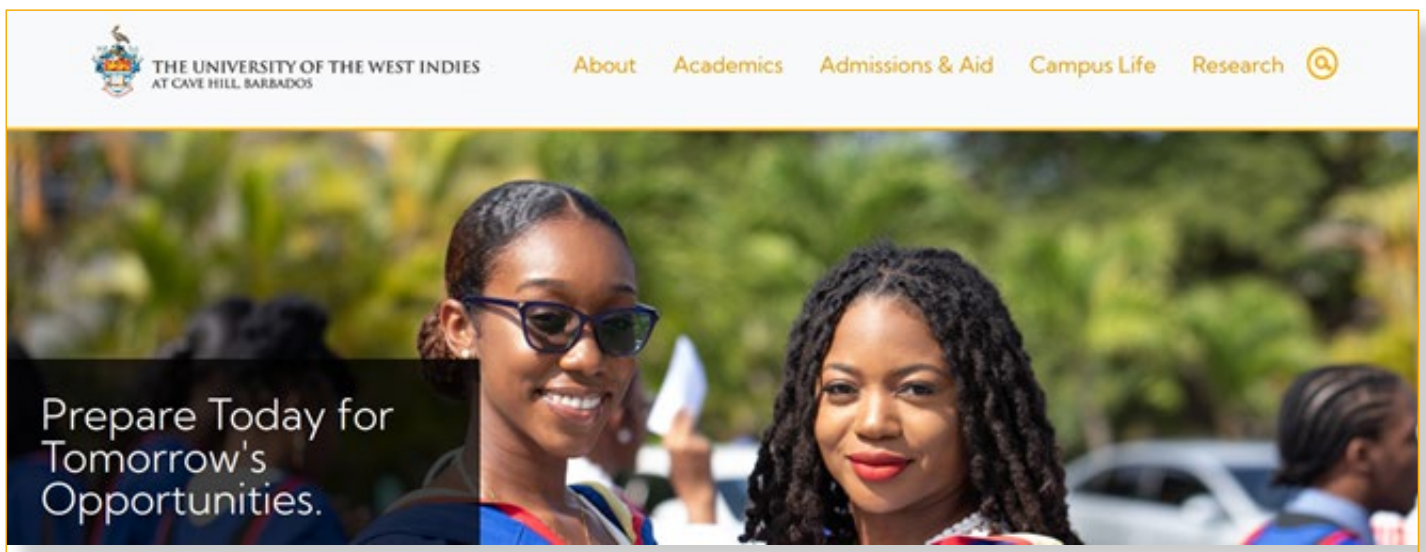 THE UNIVERSITY OF THE WEST INDIES
AT CAVE HILL, BARBADOS
About Academics Admissions & Aid Campus Life Research
Prepare Today for
Tomorrow's
Opportunities.